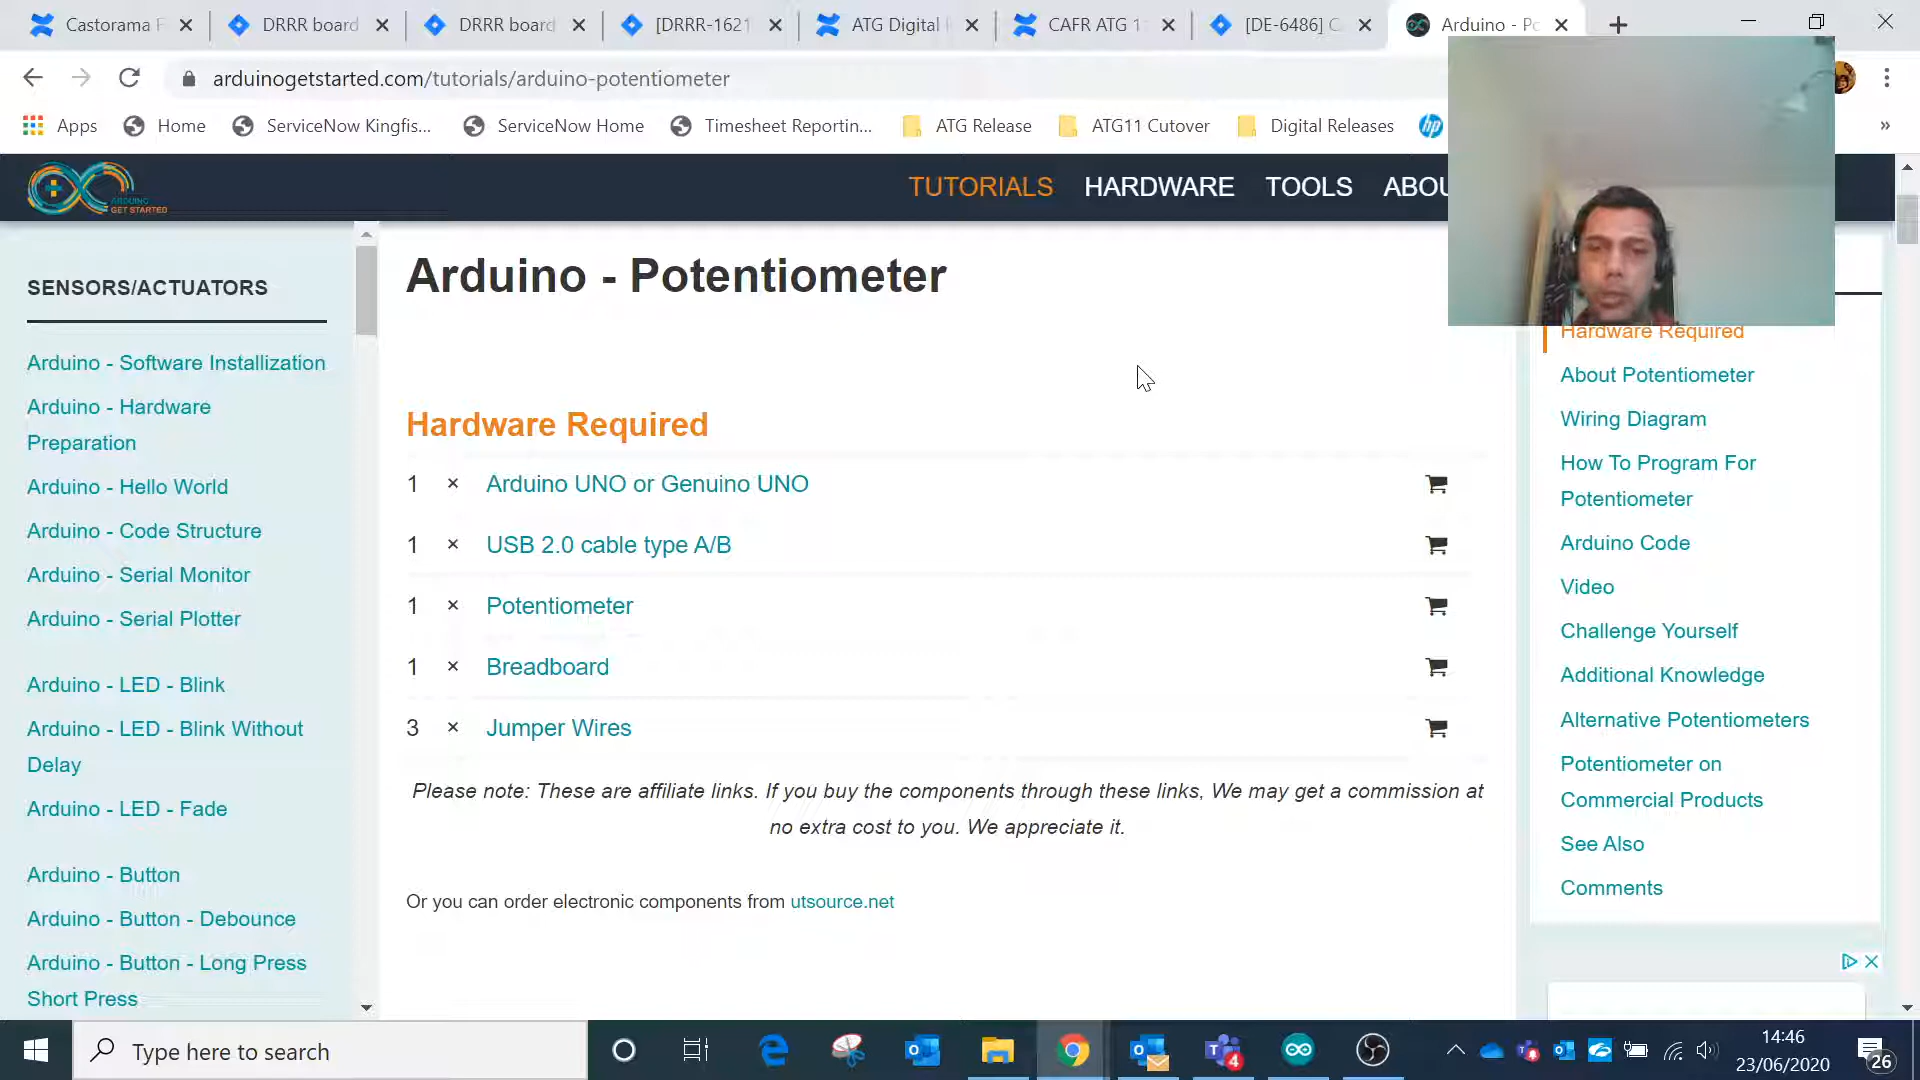 Castorama F
DRRR board
DRRR board
[DRRR-1621
ATG Digital
CAFR ATG 1
[DE-6486] C
Arduino - Po
arduinogetstarted.com/tutorials/arduino-potentiometer
Apps
Home
ServiceNow Kingfis...
ServiceNow Home
Timesheet Reportin...
ATG Release
ATG11 Cutover
Digital Releases
hp
»
ARDUINO
GET STARTED
TUTORIALS
HARDWARE
TOOLS
ABOU
SENSORS/ACTUATORS
Arduino - Software Installization
Arduino - Hardware
Preparation
Arduino - Hello World
Arduino - Code Structure
Arduino - Serial Monitor
Arduino - Serial Plotter
Arduino - LED - Blink
Arduino - LED - Blink Without
Delay
Arduino - LED - Fade
Arduino - Button
Arduino - Button - Debounce
Arduino - Button - Long Press
Short Press
Arduino - Potentiometer
Hardware Required
1 × Arduino UNO or Genuino UNO
1 × USB 2.0 cable type A/B
1 × Potentiometer
1 × Breadboard
3 × Jumper Wires
Please note: These are affiliate links. If you buy the components through these links, We may get a commission at
no extra cost to you. We appreciate it.
Or you can order electronic components from utsource.net
Hardware Required
About Potentiometer
Wiring Diagram
How To Program For
Potentiometer
Arduino Code
Video
Challenge Yourself
Additional Knowledge
Alternative Potentiometers
Potentiometer on
Commercial Products
See Also
Comments
Type here to search
4
14:46
23/06/2020
26